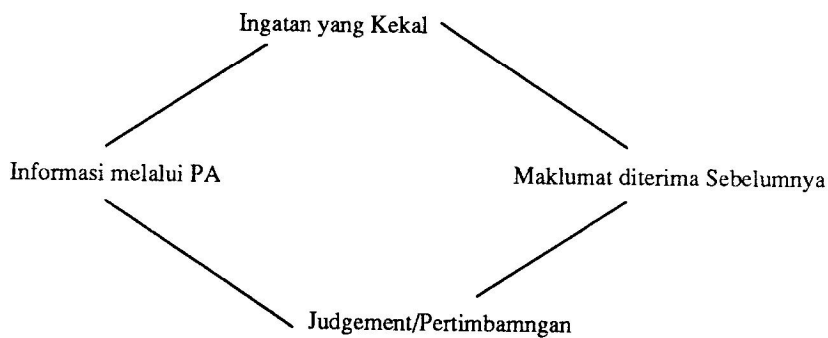 Ingatan yang Kekal
Informasi melalui PA
Maklumat diterima Sebelumnya
Judgement/Pertimbamngan